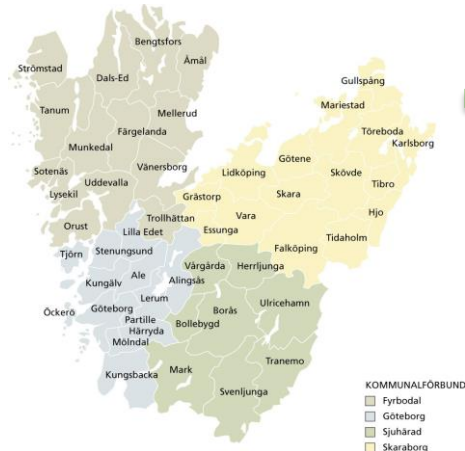 Bengtsfors
Strömstad
Åmål
Dals-Ed
Gullspång
Tanum
Mellerud
Mariestad
Färgelanda
Töreboda
Munkedal
Karlsborg
Götene
Sotenäs
Vänersborg
Lidköping
Skövde
Uddevalla
Tibro
Lysekil
Grästorp
Skara
Trollhättan
Vara
Hjo
Orust
Lilla Edet
Essunga
Tidaholm
Tjörn
Stenungsund
Falköping
Vårgårda
Herrljunga
Ale
Kungälv
Alingsås
Lerum
Ulricehamn
Öckerö
Göteborg
Borås
Partille
Bollebygd
Härryda
Mölndal
Tranemo
Kungsbacka
Mark
Svenljunga
KOMMUNALFÖRBUND
Fyrbodal
Göteborg
Sjuhärad
Skaraborg